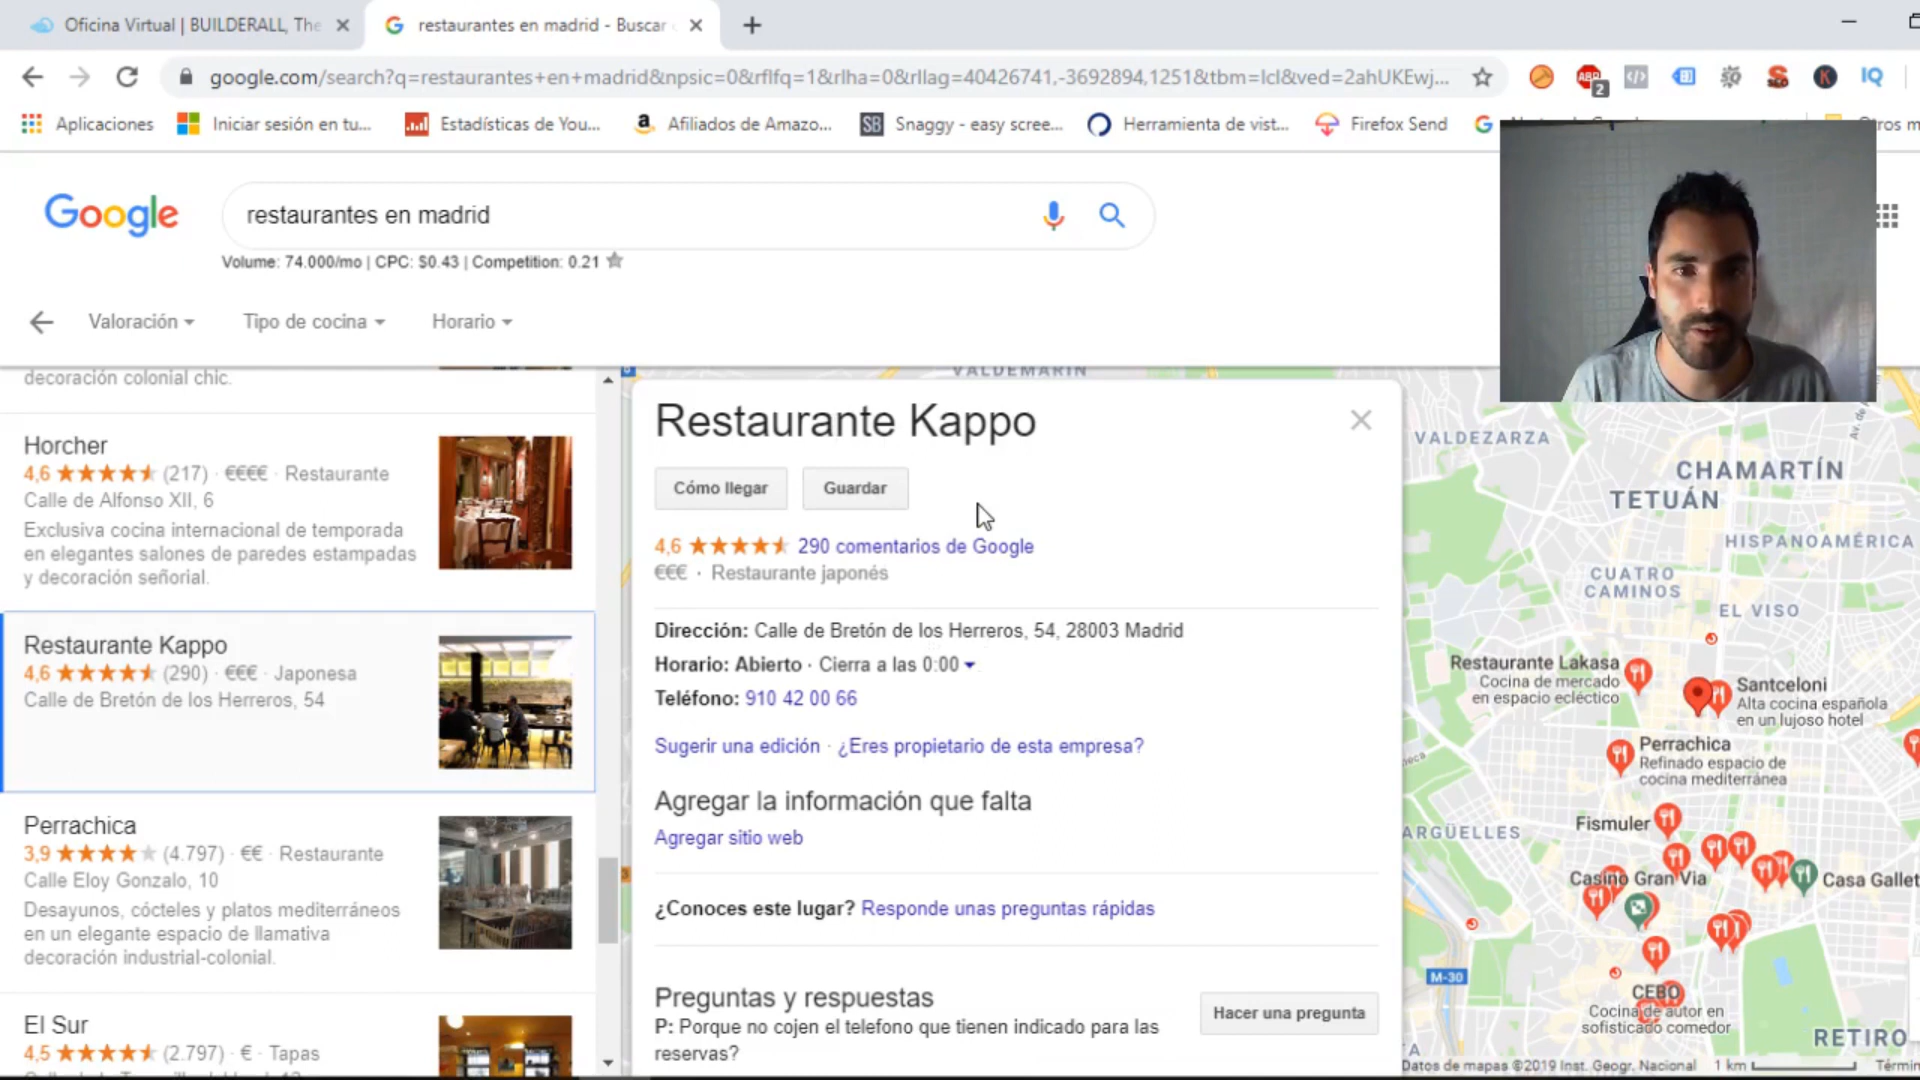 Oficina Virtual | BUILDERALL, The
restaurantes en madrid - Buscar
google.com/search?q=restaurantes+en+madrid&npsic=0&rflfq=1&rlha=0&rllag=40426741,-3692894,1251&tbm=lcl&ved=2ahUKEwj...
ABP
2
SEO
K
IQ
Aplicaciones
Iniciar sesión en tu...
Estadísticas de You...
Afiliados de Amazo...
SB
Snaggy - easy scree...
Herramienta de vist...
Firefox Send
Google
restaurantes en madrid
Volume: 74.000/mo | CPC: $0.43 | Competition: 0.21
Valoración
Tipo de cocina
Horario
decoración colonial chic.
Horcher
4,6 (217) · €€€€ · Restaurante
Calle de Alfonso XII, 6
Exclusiva cocina internacional de temporada
en elegantes salones de paredes estampadas
y decoración señorial.
Restaurante Kappo
4,6 (290) · €€€ · Japonesa
Calle de Bretón de los Herreros, 54
Perrachica
3,9 (4.797) · €€ · Restaurante
Calle Eloy Gonzalo, 10
Desayunos, cócteles y platos mediterráneos
en un elegante espacio de llamativa
decoración industrial-colonial.
El Sur
4,5 (2.797) · € · Tapas
Restaurante Kappo
Cómo llegar
Guardar
4,6 290 comentarios de Google
€€€ · Restaurante japonés
Dirección: Calle de Bretón de los Herreros, 54, 28003 Madrid
Horario: Abierto · Cierra a las 0:00
Teléfono: 910 42 00 66
Sugerir una edición · ¿Eres propietario de esta empresa?
Agregar la información que falta
Agregar sitio web
¿Conoces este lugar? Responde unas preguntas rápidas
Preguntas y respuestas
Hacer una pregunta
P: Porque no cojen el telefono que tienen indicado para las
reservas?
VALDEMARÍN
VALDEZARZA
CHAMARTÍN
TETUÁN
HISPANOAMÉRICA
CUATRO
CAMINOS
EL VISO
Restaurante Lakasa
Cocina de mercado
en espacio ecléctico
Santceloni
Alta cocina española
en un lujoso hotel
Perrachica
Refinado espacio de
cocina mediterránea
Fismuler
ARGÜELLES
Casino Gran Via
Casa Gallet
M-30
CEBO
Cocina de autor en
sofisticado comedor
RETIRO
Datos de mapas ©2019 Inst. Geogr. Nacional
1 km
Términ